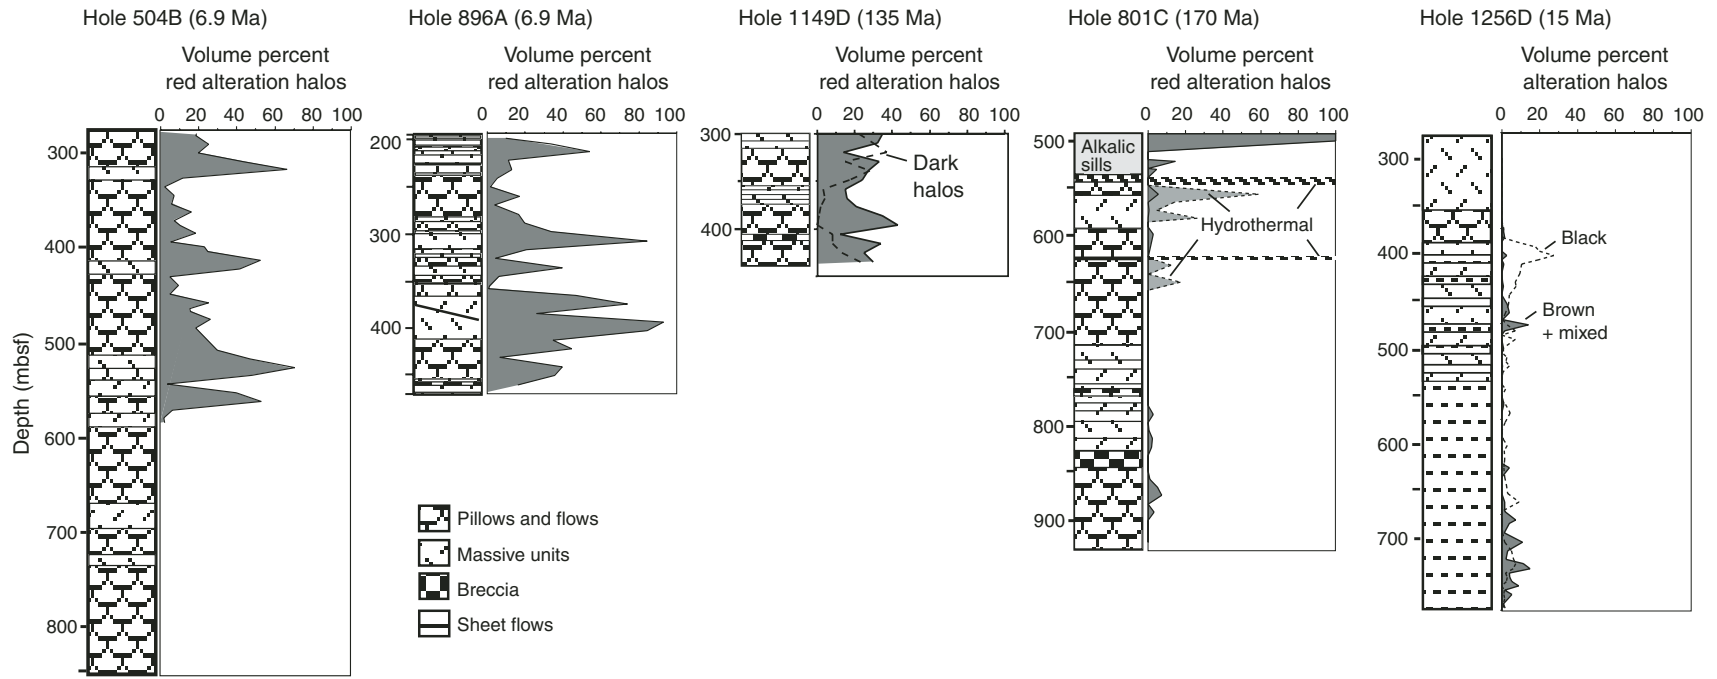 Hole 504B (6.9 Ma)
Volume percent
red alteration halos
0 20 40 60 80 100
Depth (mbsf)
300
400
500
600
700
800
Hole 896A (6.9 Ma)
Volume percent
red alteration halos
0 20 40 60 80 100
200
300
400
Pillows and flows
Massive units
Breccia
Sheet flows
Hole 1149D (135 Ma)
Volume percent
red alteration halos
0 20 40 60 80 100
300
400
Dark
halos
Hole 801C (170 Ma)
Volume percent
red alteration halos
0 20 40 60 80 100
500
600
700
800
900
Alkalic
sills
Hydrothermal
Hole 1256D (15 Ma)
Volume percent
alteration halos
0 20 40 60 80 100
300
400
500
600
700
Black
Brown
+ mixed